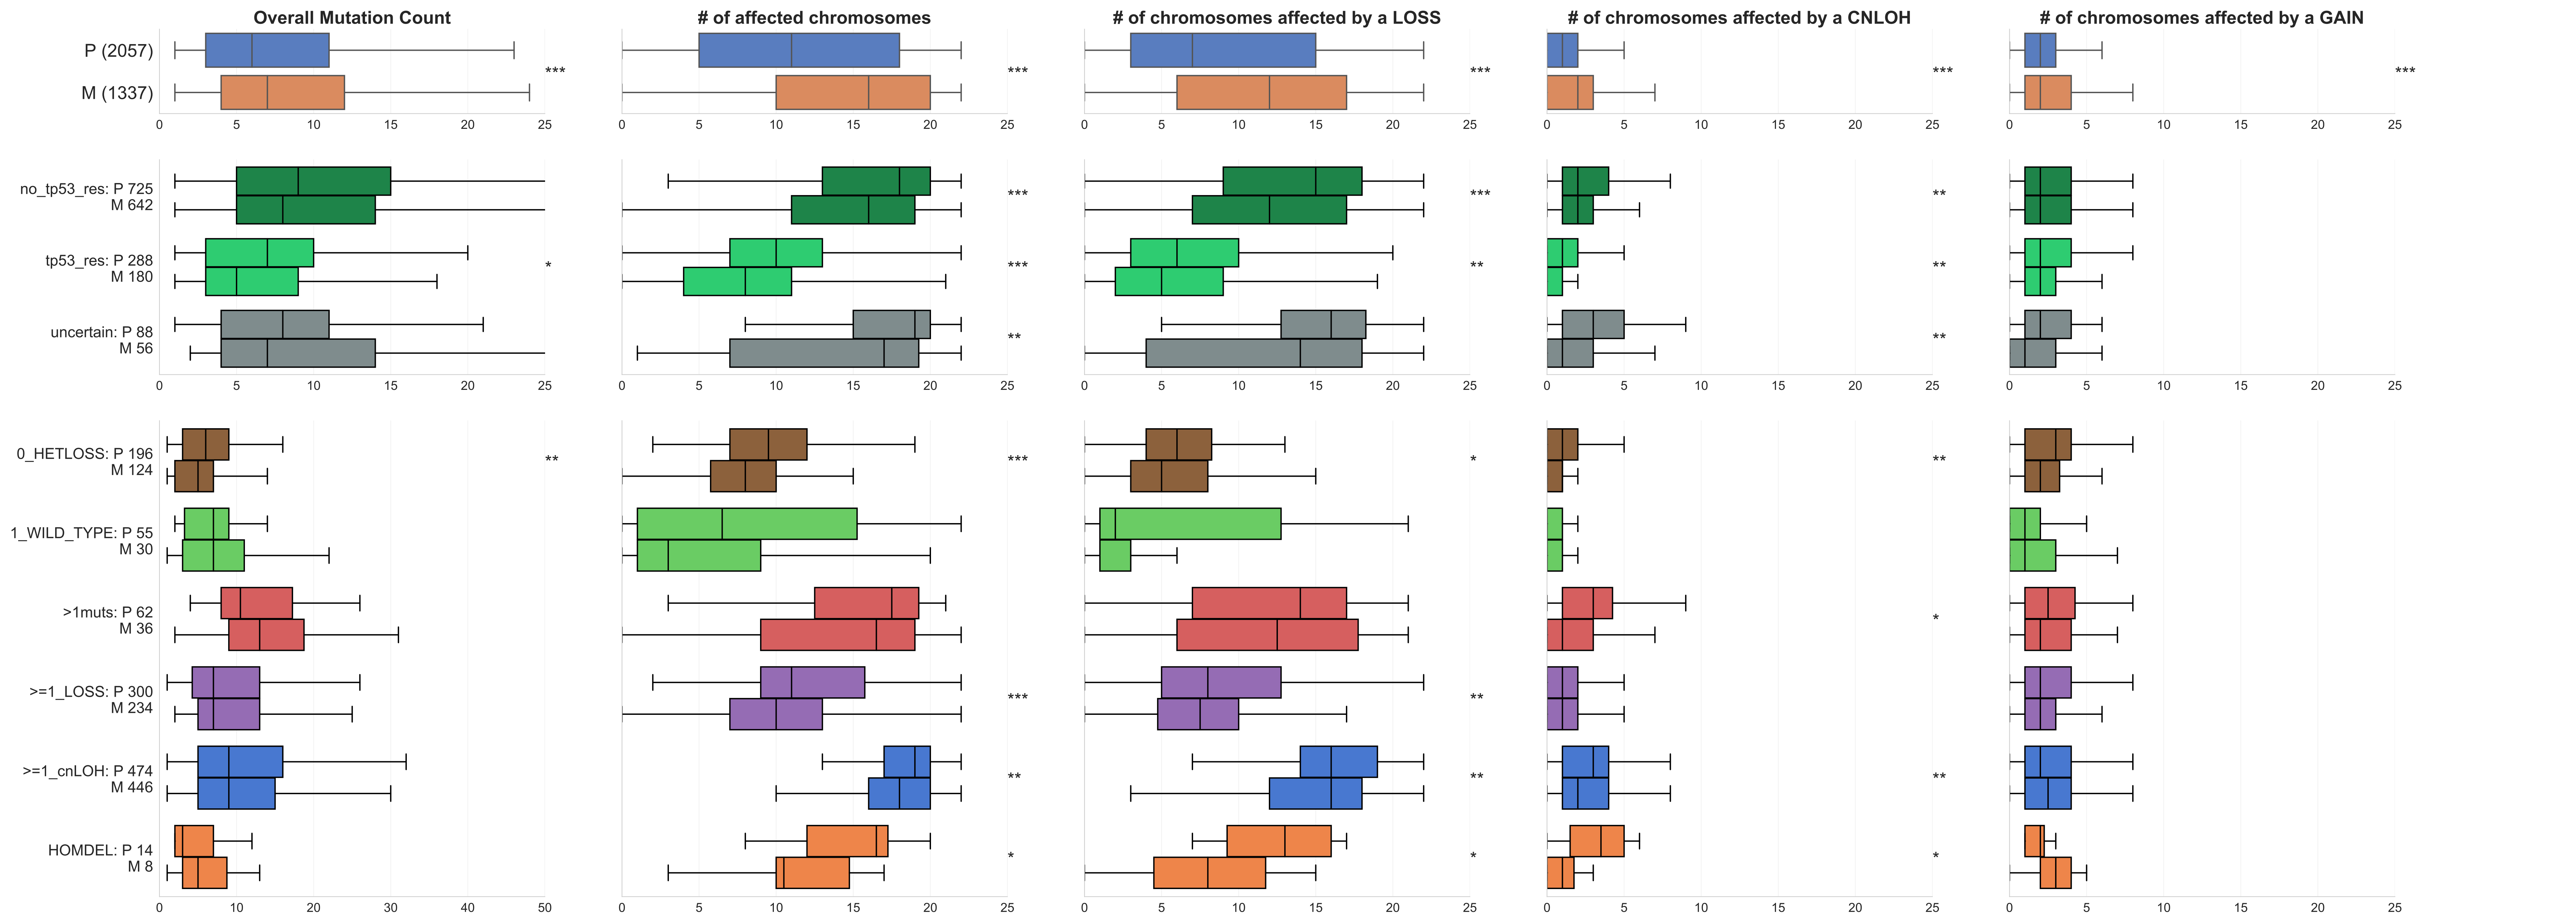 Overall Mutation Count
# of affected chromosomes
# of chromosomes affected by a LOSS
# of chromosomes affected by a CNLOH
# of chromosomes affected by a GAIN
P (2057)
*** *** *** *** ***
M (1337)
0 5 10 15 20 25 0 5 10 15 20 25 0 5 10 15 20 25 0 5 10 15 20 25 0 5 10 15 20 25
no_tp53_res: P 725
*** *** **
M 642
tp53_res: P 288
* *** ** **
M 180
uncertain: P 88
** **
M 56
0 5 10 15 20 25 0 5 10 15 20 25 0 5 10 15 20 25 0 5 10 15 20 25 0 5 10 15 20 25
0_HETLOSS: P 196
** *** * **
M 124
1_WILD_TYPE: P 55
M 30
>1muts: P 62
*
M 36
>=1_LOSS: P 300
*** **
M 234
>=1_cnLOH: P 474
** ** **
M 446
HOMDEL: P 14
* * *
M 8
0 10 20 30 40 50 0 5 10 15 20 25 0 5 10 15 20 25 0 5 10 15 20 25 0 5 10 15 20 25